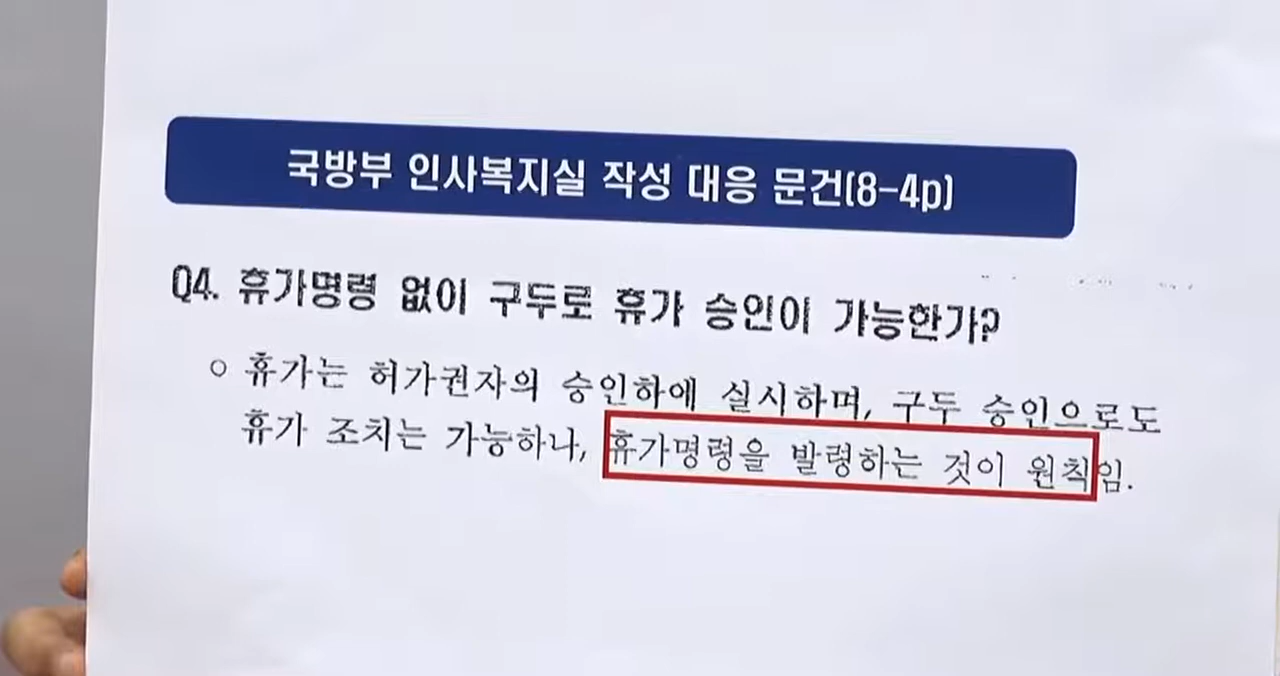 국방부 인사복지실 작성 대응 문건(8-4p)
Q4. 휴가명령 없이 구두로 휴가 승인이 가능한가?
○ 휴가는 허가권자의 승인하에 실시하며, 구두 승인으로도
휴가 조치는 가능하나, 휴가명령을 발령하는 것이 원칙임.